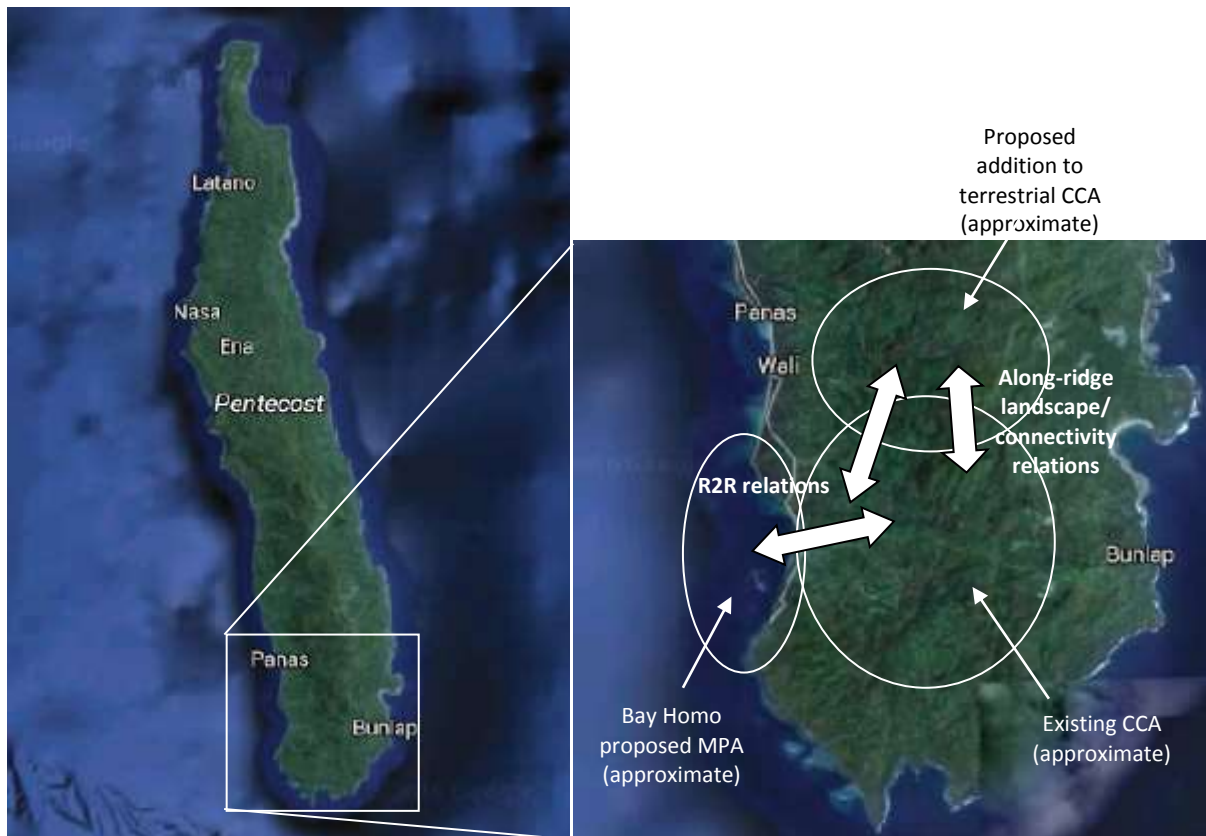 Latano
Nasa
Ena
Pentecost
Panas
Bunlap
Proposed
addition to
terrestrial CCA
(approximate)
Panas
Wali
Along-ridge
landscape/
connectivity
relations
R2R relations
Bunlap
Bay Homo
proposed MPA
(approximate)
Existing CCA
(approximate)